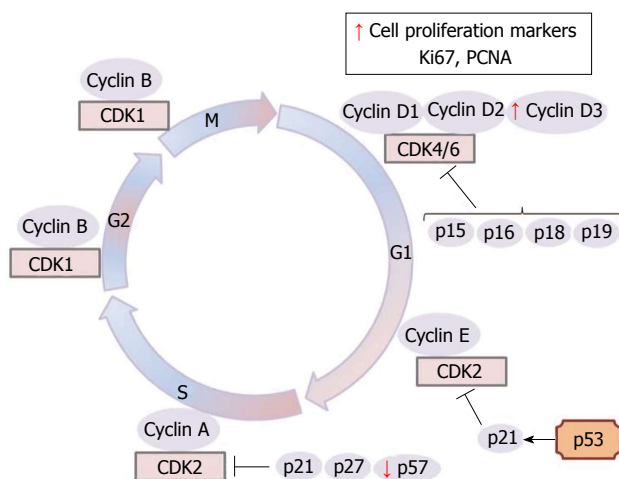 ↑ Cell proliferation markers
Ki67, PCNA
Cyclin B
CDK1
M
Cyclin D1 Cyclin D2 ↑ Cyclin D3
CDK4/6
Cyclin B
CDK1
G2
G1
p15 p16 p18 p19
Cyclin E
CDK2
S
Cyclin A
CDK2
p21 p27 ↓ p57
p21
p53